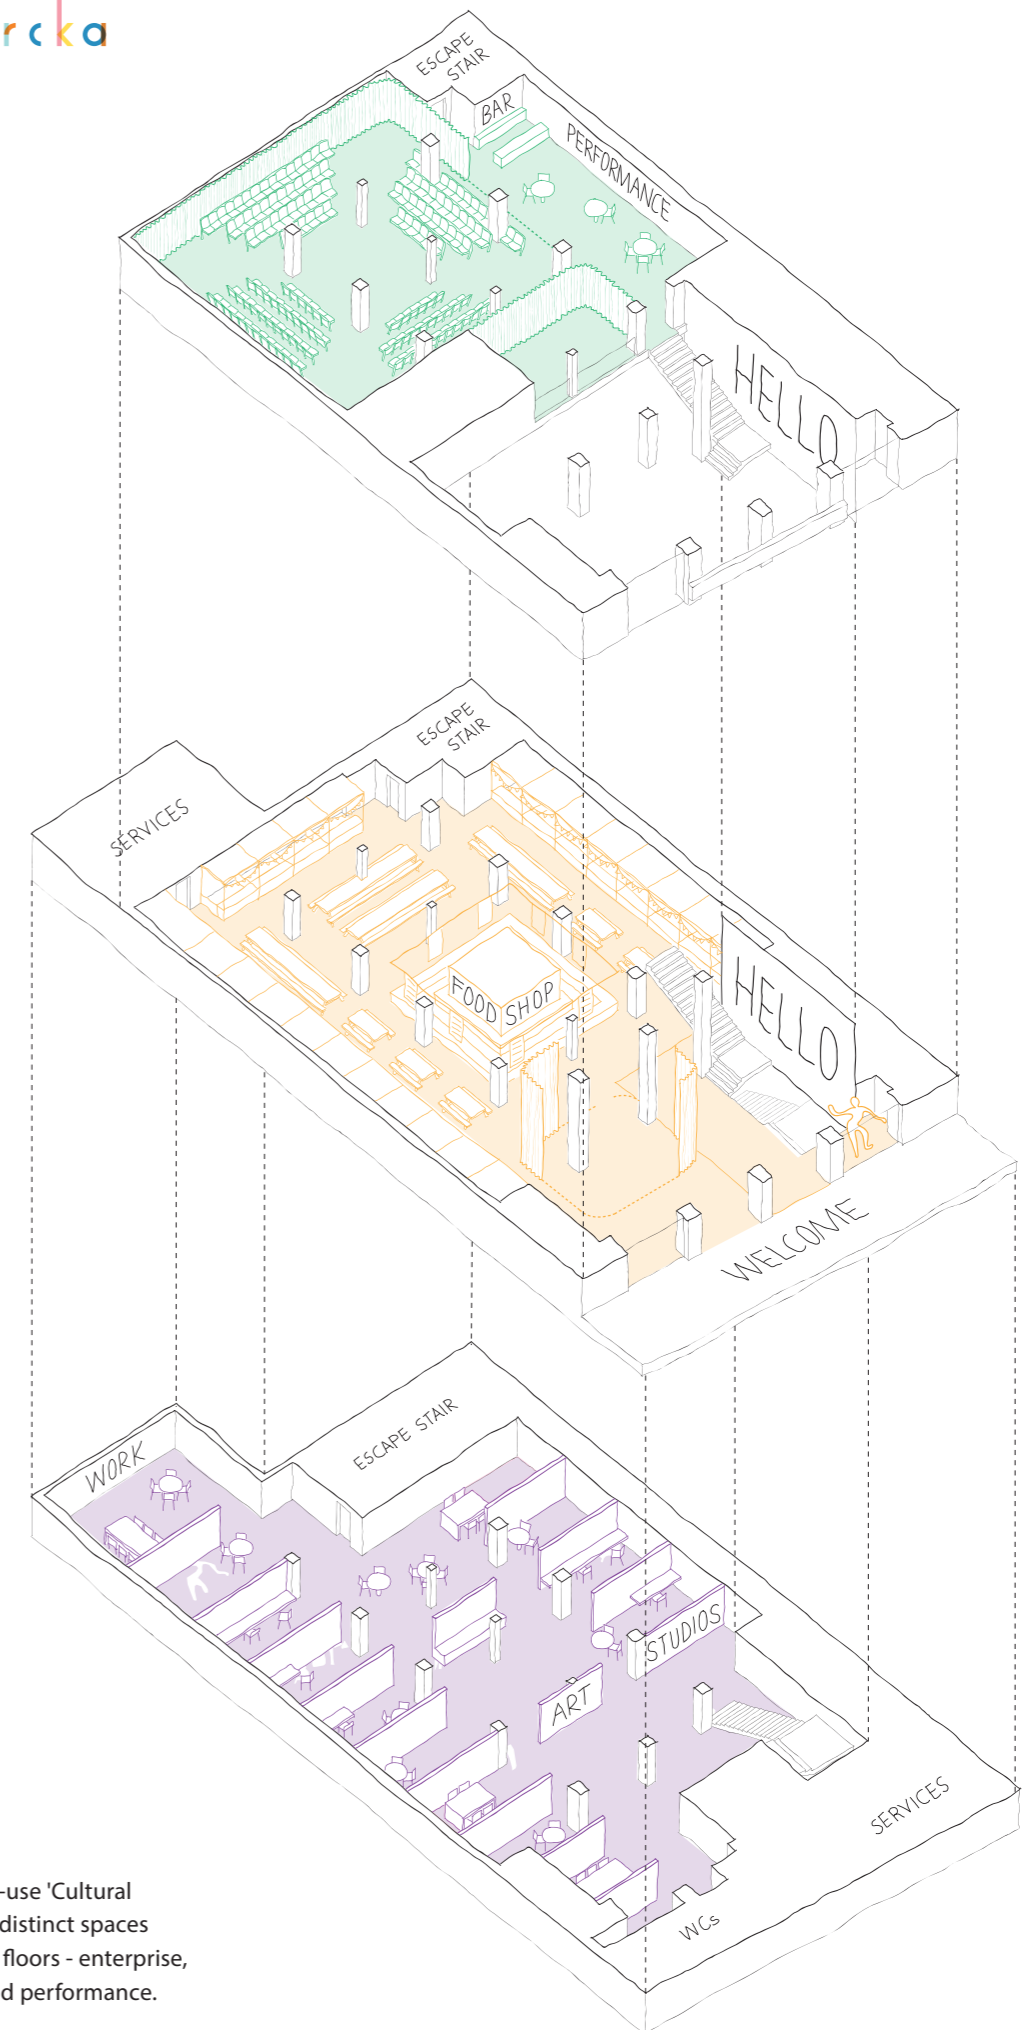 rcka
ESCAPE
STAIR
BAR
PERFORMANCE
HELLO
ESCAPE
STAIR
SERVICES
FOOD SHOP
HELLO
WELCOME
ESCAPE STAIR
WORK
STUDIOS
ART
SERVICES
WCs
-use 'Cultural
distinct spaces
floors - enterprise,
d performance.